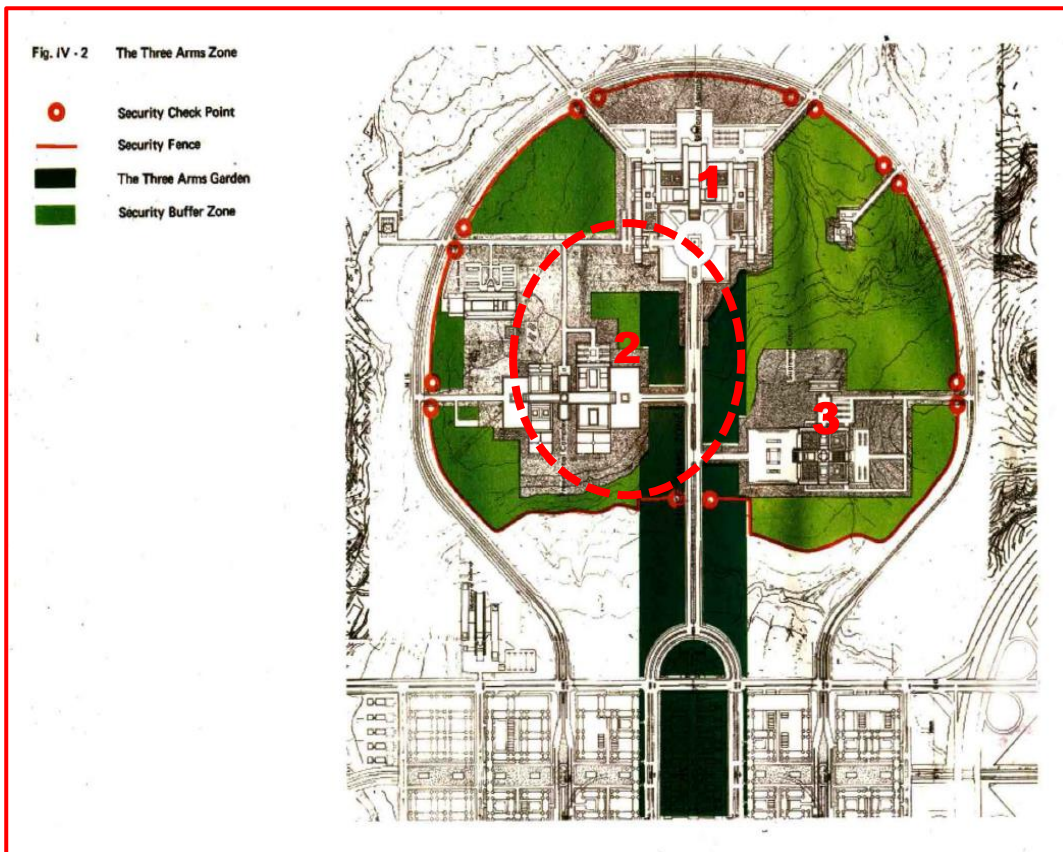 Fig. IV - 2 The Three Arms Zone
Security Check Point
Security Fence
The Three Arms Garden
Security Buffer Zone
1
2
3